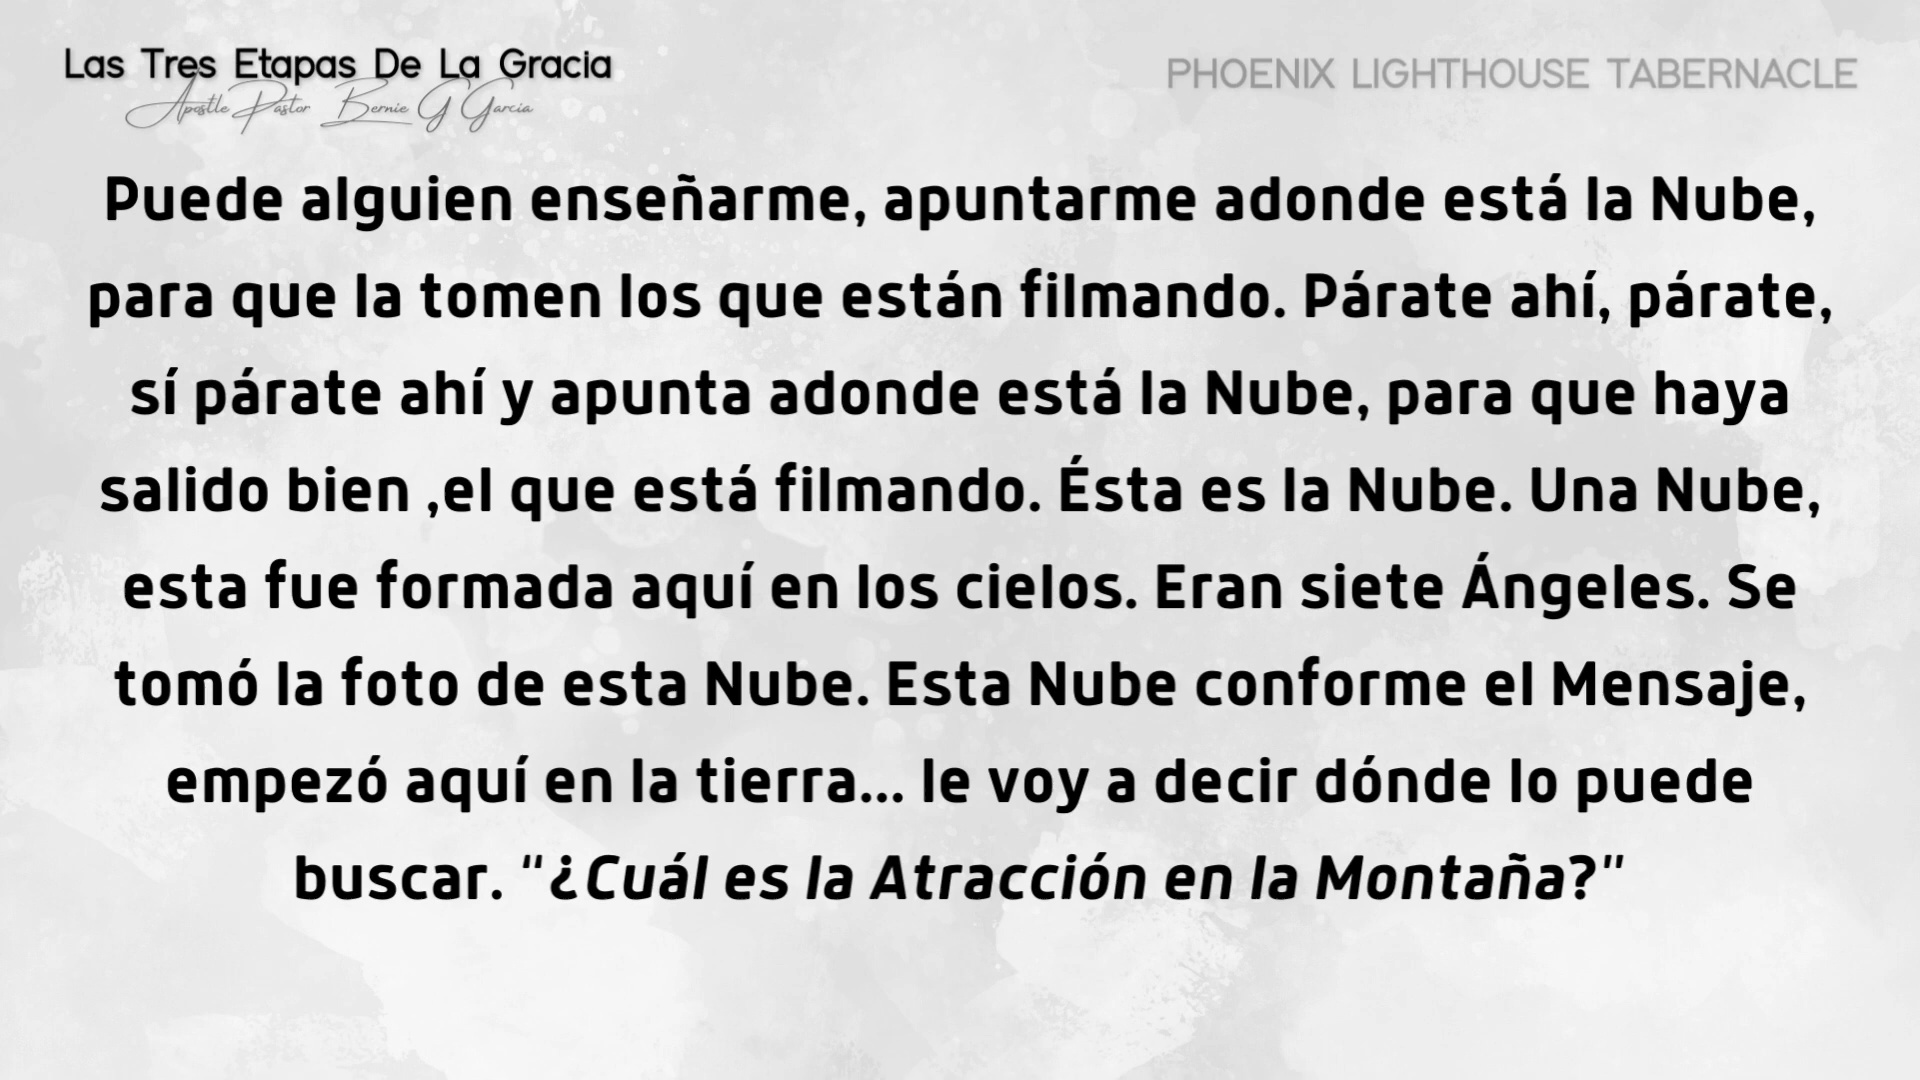 Las Tres Etapas De La Gracia
Apostle Pastor Bernie G Garcia
PHOENIX LIGHTHOUSE TABERNACLE
Puede alguien enseñarme, apuntarme adonde está la Nube,
para que la tomen los que están filmando. Párate ahí, párate,
sí párate ahí y apunta adonde está la Nube, para que haya
salido bien ,el que está filmando. Ésta es la Nube. Una Nube,
esta fue formada aquí en los cielos. Eran siete Ángeles. Se
tomó la foto de esta Nube. Esta Nube conforme el Mensaje,
empezó aquí en la tierra... le voy a decir dónde lo puede
buscar. "¿Cuál es la Atracción en la Montaña?"